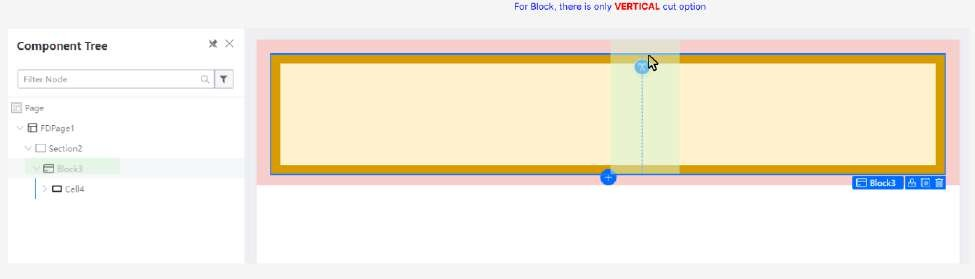 For Block, there is only VERTICAL cut option
Component Tree
Filter Node
Page
FDPage1
Section2
Block3
Cell4
Block3